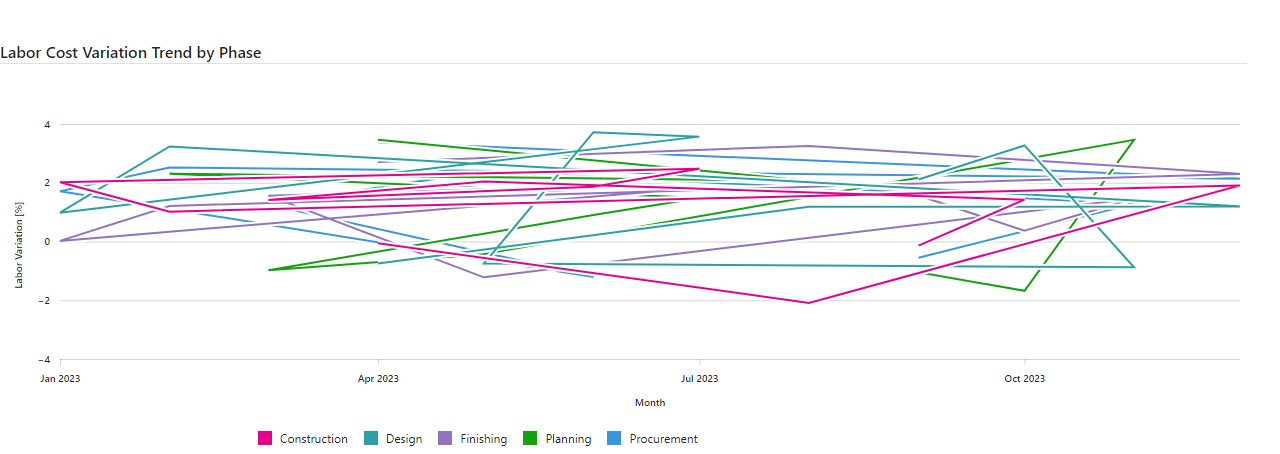 Labor Cost Variation Trend by Phase
4
2
0
−2
−4
Labor Variation [%]
Jan 2023 Apr 2023 Jul 2023 Oct 2023
Month
Construction Design Finishing Planning Procurement